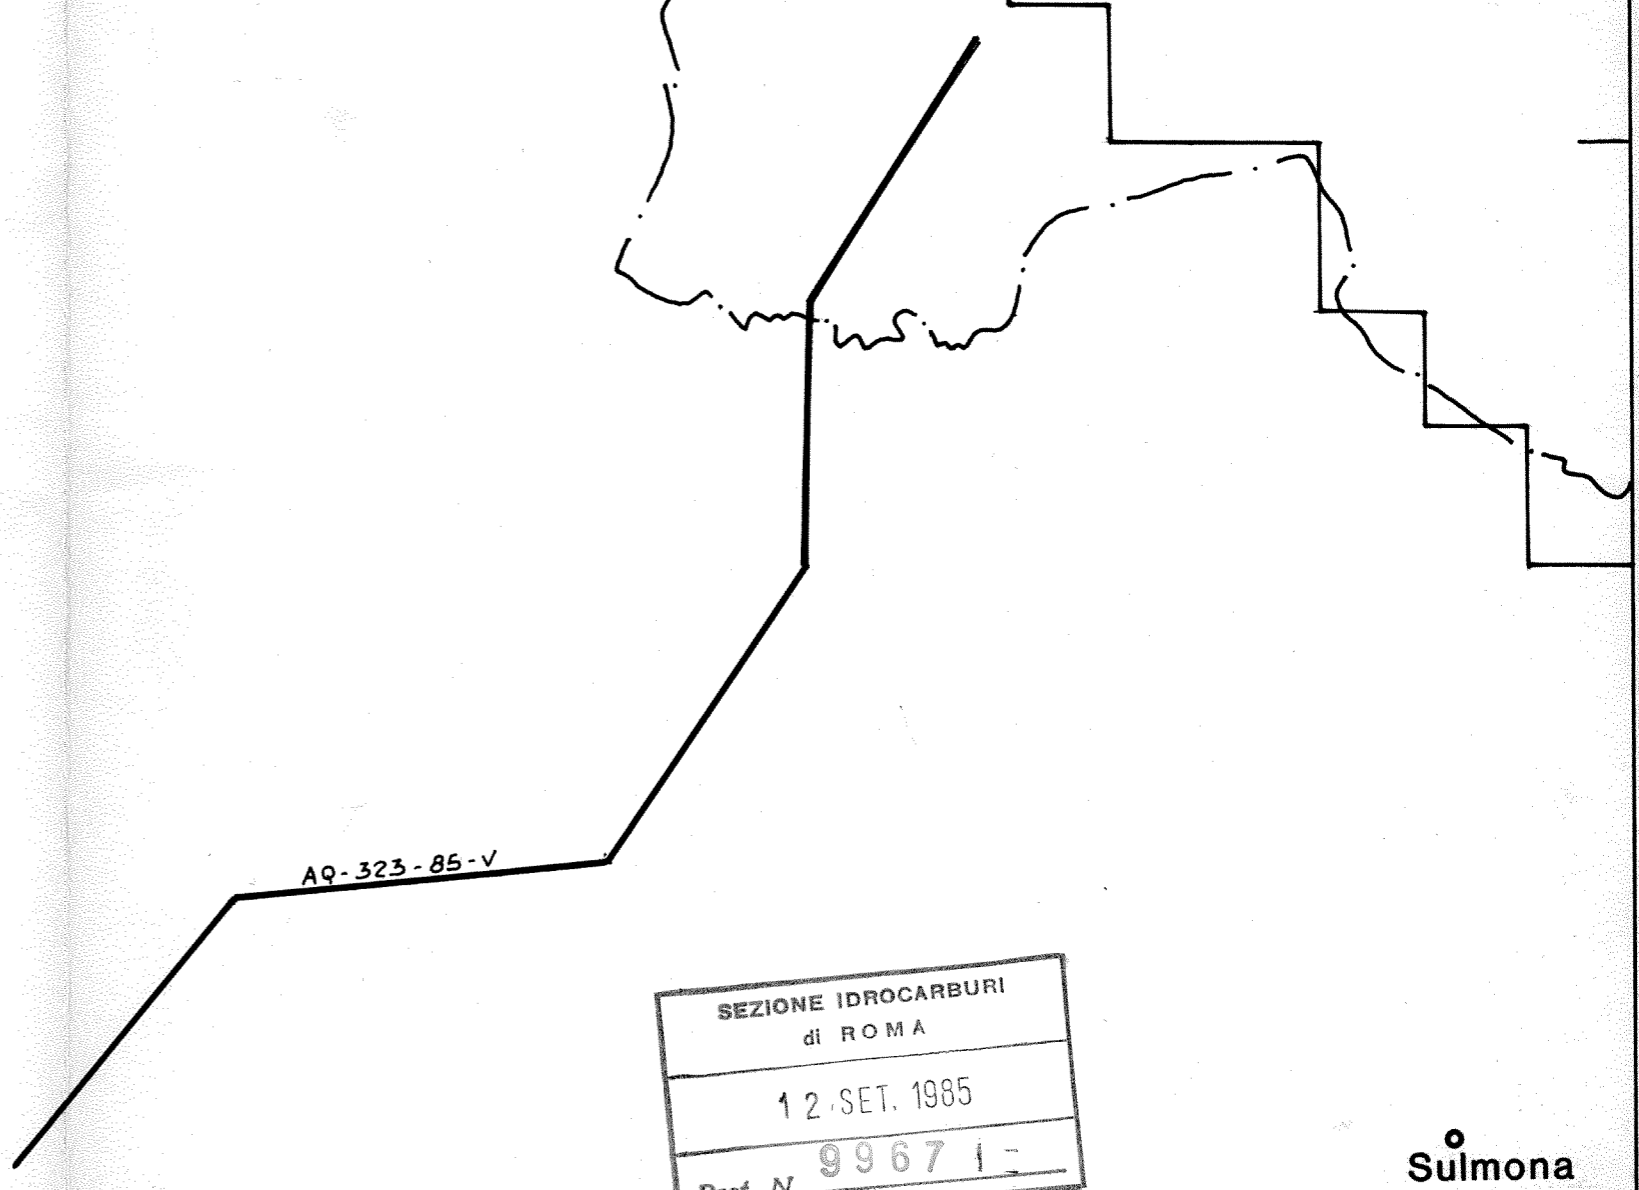 AQ-323-85-V
SEZIONE IDROCARBURI
di ROMA
12 SET. 1985
9967
Sulmona